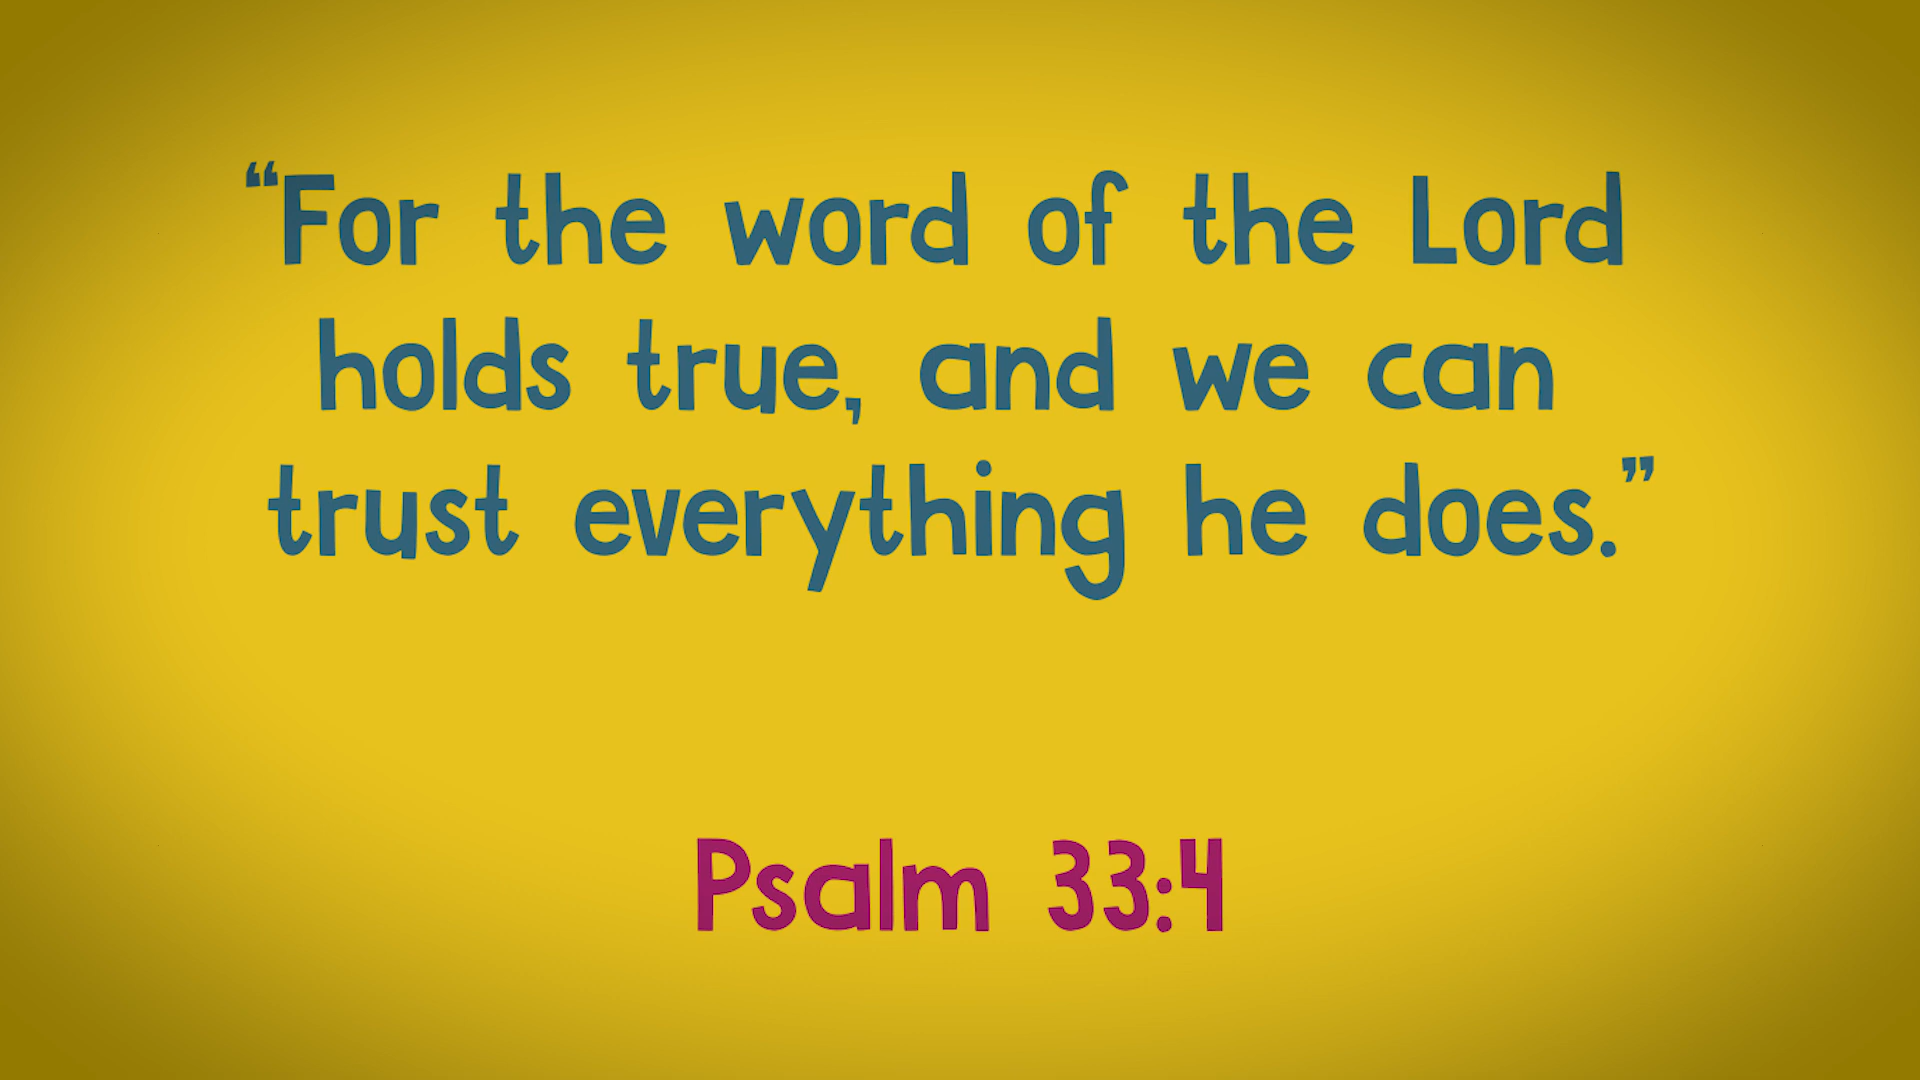 “For the word of the Lord
holds true, and we can
trust everything he does.”
Psalm 33:4